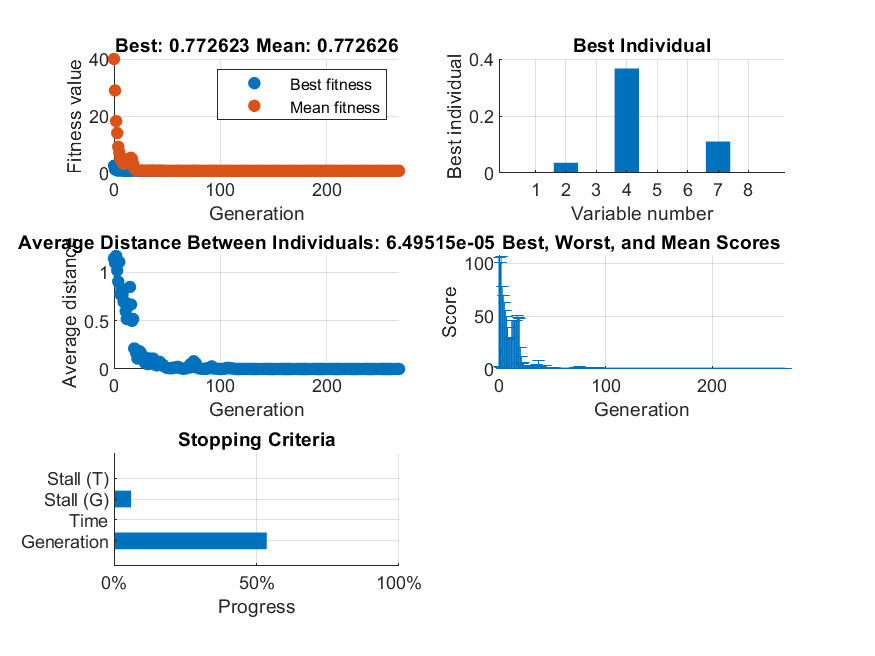 Best: 0.772623 Mean: 0.772626
Fitness value
40
20
0
Best fitness
Mean fitness
0 100 200
Generation
Best Individual
Best individual
0.4
0.2
0
1 2 3 4 5 6 7 8
Variable number
Average Distance Between Individuals: 6.49515e-05
Average distance
1
0.5
0
0 100 200
Generation
Best, Worst, and Mean Scores
Score
100
50
0
0 100 200
Generation
Stopping Criteria
Stall (T)
Stall (G)
Time
Generation
0% 50% 100%
Progress